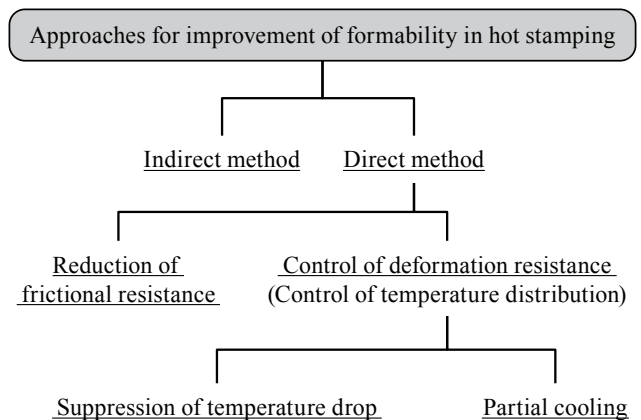 Approaches for improvement of formability in hot stamping
Indirect method
Direct method
Reduction of
frictional resistance
Control of deformation resistance
(Control of temperature distribution)
Suppression of temperature drop
Partial cooling